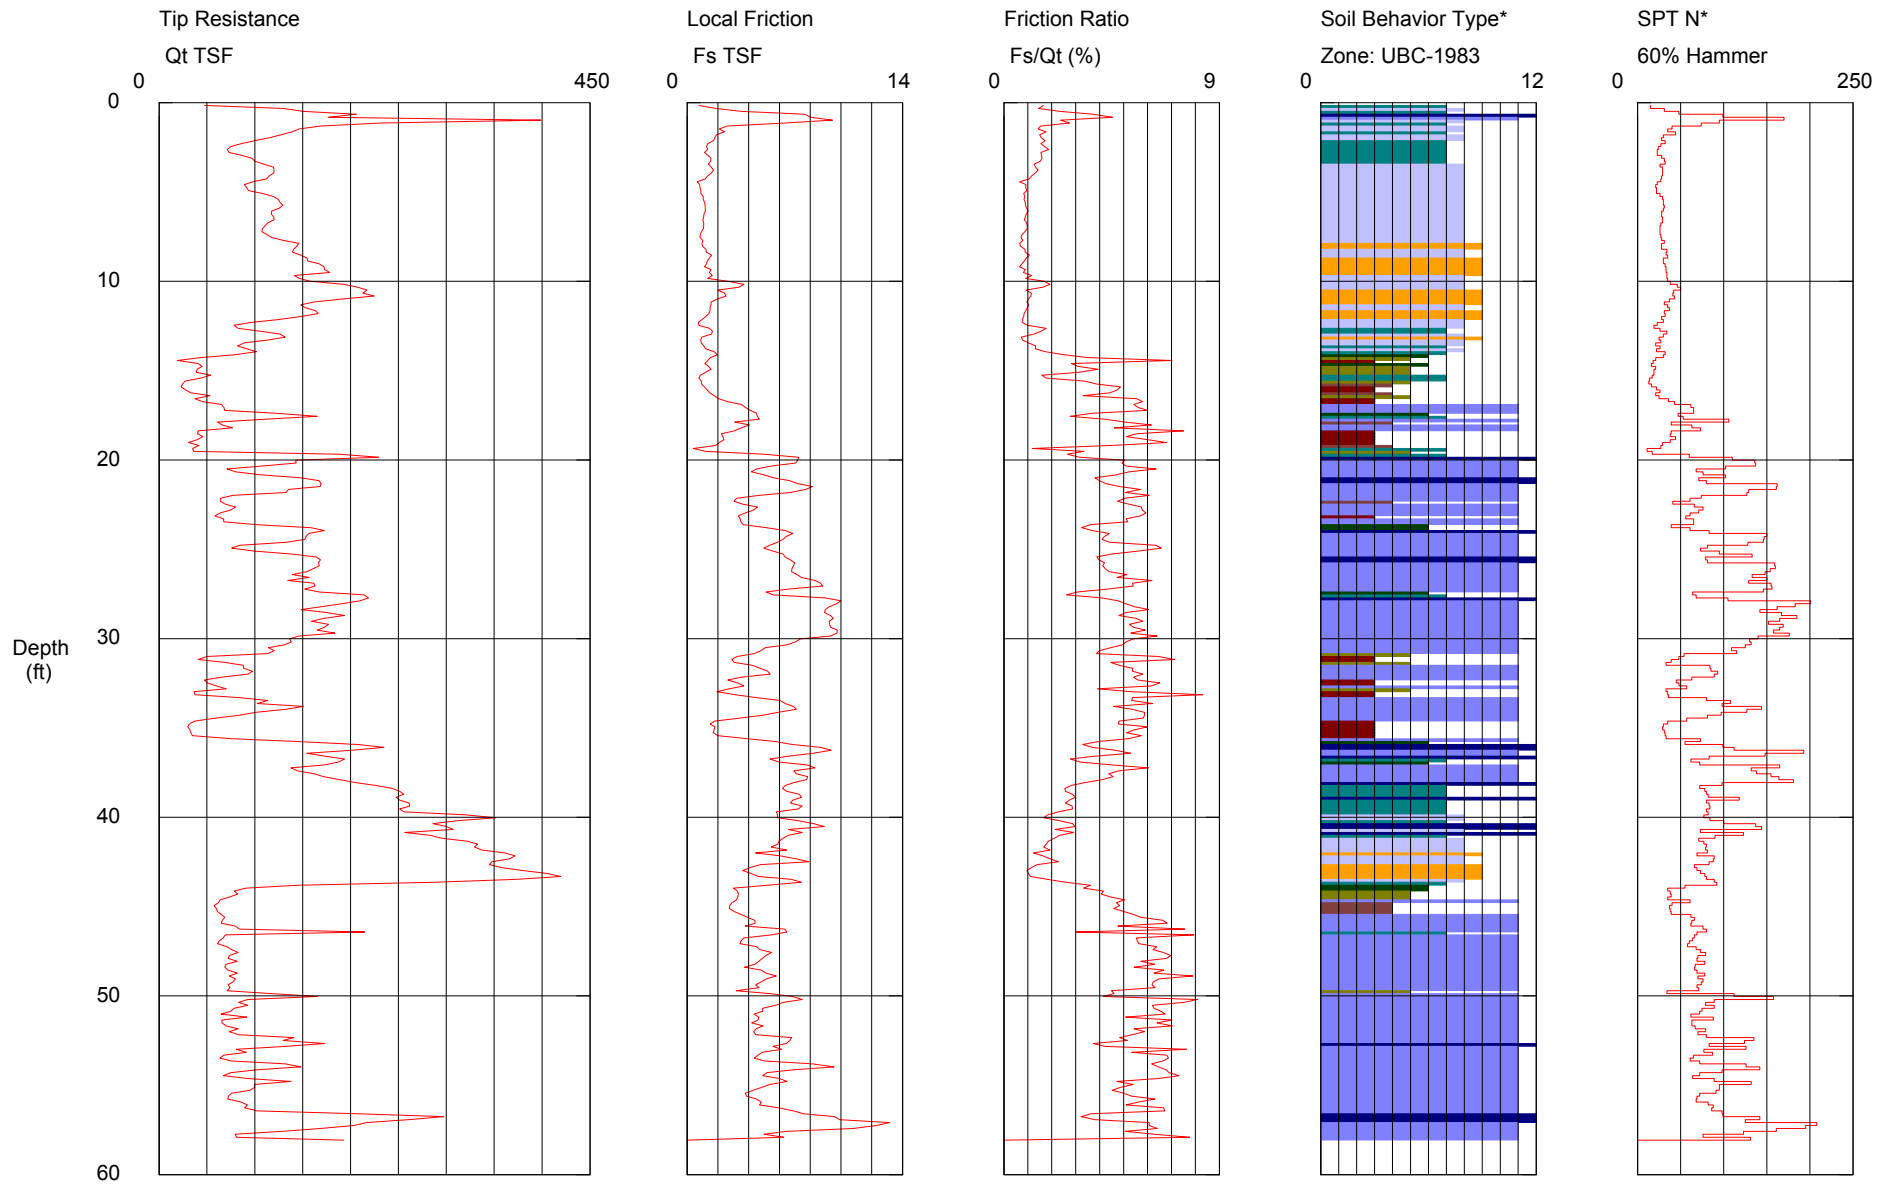 Tip Resistance Local Friction Friction Ratio Soil Behavior Type* SPT N*
Qt TSF Fs TSF Fs/Qt (%) Zone: UBC-1983 60% Hammer
0 450 0 14 0 9 0 12 0 250
0
10
20
30
Depth
(ft)
40
50
60